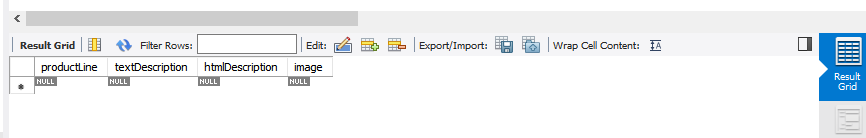 Result Grid Filter Rows: Edit: Export/Import: Wrap Cell Content: IA
productLine textDescription htmlDescription image
* NULL NULL NULL NULL
Result
Grid